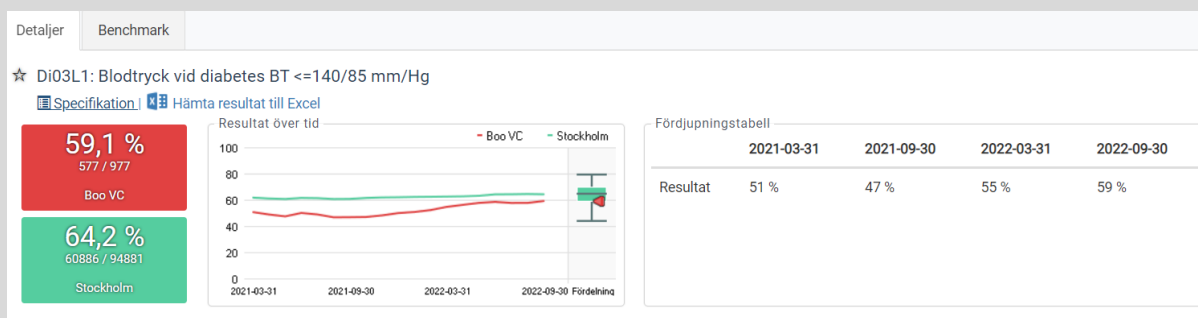 Detaljer Benchmark
Di03L1: Blodtryck vid diabetes BT <=140/85 mm/Hg
Specifikation | Hämta resultat till Excel
59,1 %
577 / 977
Boo VC
64,2 %
60886 / 94881
Stockholm
Resultat över tid
Boo VC Stockholm
100
80
60
40
20
0
2021-03-31 2021-09-30 2022-03-31 2022-09-30 Fördelning
Fördjupningstabell
2021-03-31 2021-09-30 2022-03-31 2022-09-30
Resultat 51 % 47 % 55 % 59 %